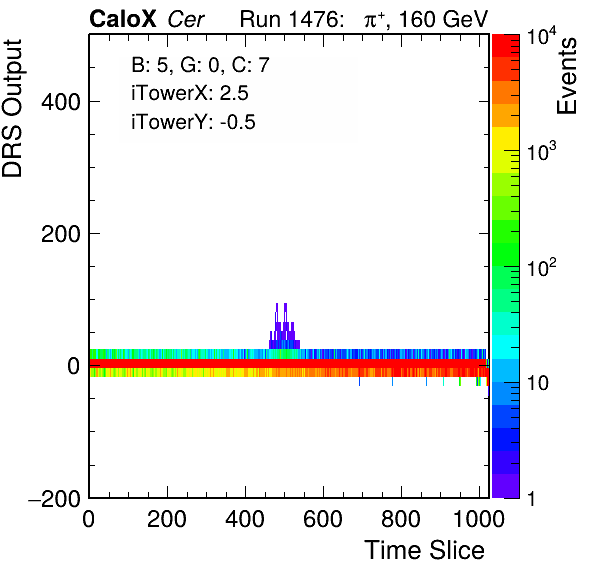 CaloX Cer Run 1476: π⁺, 160 GeV
B: 5, G: 0, C: 7
iTowerX: 2.5
iTowerY: -0.5
DRS Output
400
200
0
−200
0 200 400 600 800 1000
Time Slice
Events
10⁴
10³
10²
10
1